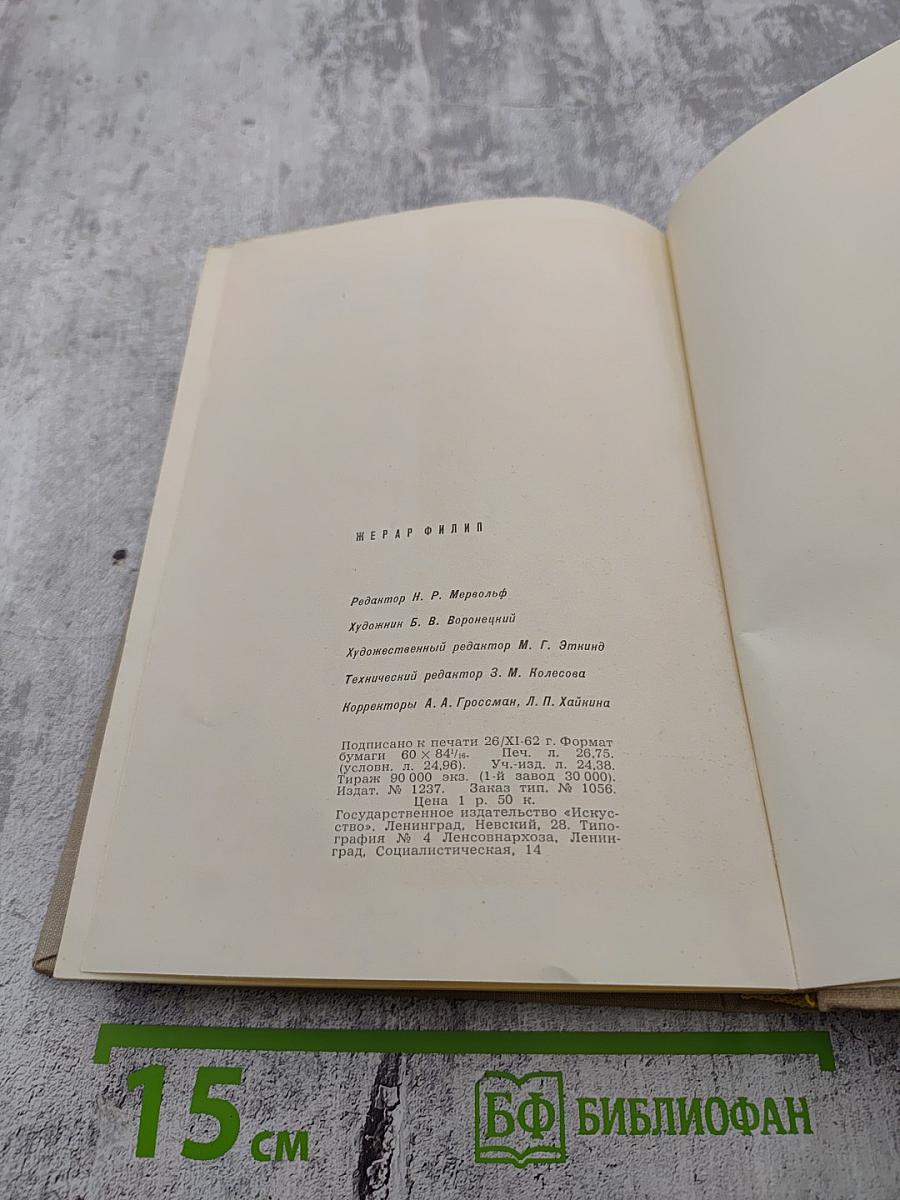 ЖЕРАР ФИЛИП
Редактор Н. Р. Мервольф
Художник Б. В. Воронецкий
Художественный редактор М. Г. Эткинд
Технический редактор З. М. Колесова
Корректоры А. А. Гроссман, Л. П. Хайкина
Подписано к печати 26/XI-62 г. Формат
бумаги 60 × 84¹/₁₆. Печ. л. 26,75.
(условн. л. 24,96). Уч.-изд. л. 24,38.
Тираж 90 000 экз. (1-й завод 30 000).
Издат. № 1237. Заказ тип. № 1056.
Цена 1 р. 50 к.
Государственное издательство «Искус-
ство». Ленинград, Невский, 28. Типо-
графия № 4 Ленсовнархоза, Ленин-
град, Социалистическая, 14
15 см
БФ БИБЛИОФАН